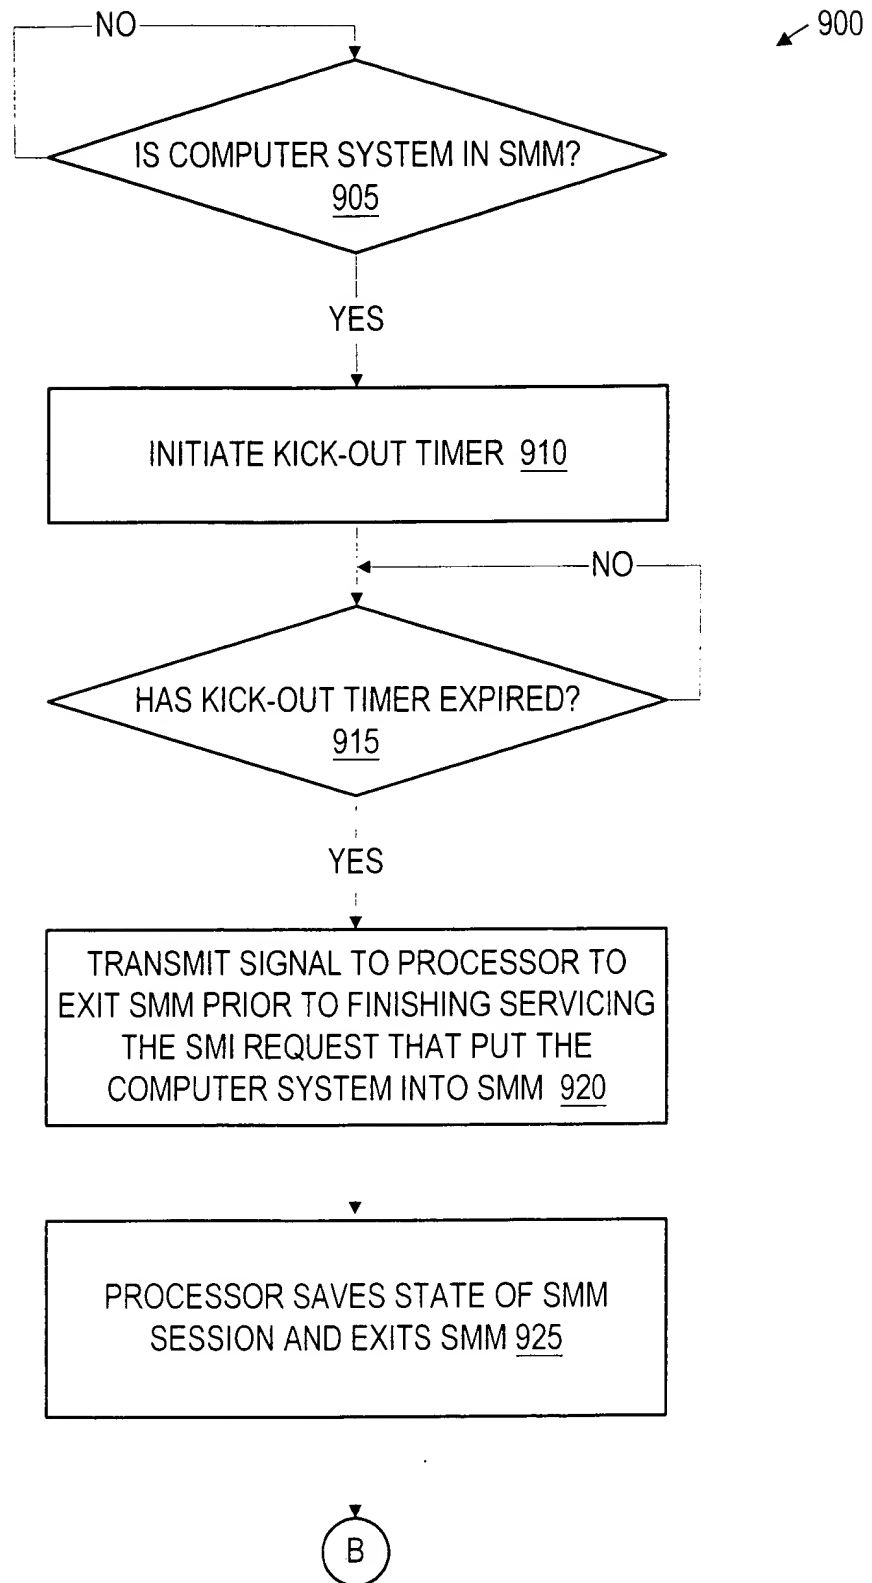 NO
900
IS COMPUTER SYSTEM IN SMM?
905
YES
INITIATE KICK-OUT TIMER 910
NO
HAS KICK-OUT TIMER EXPIRED?
915
YES
TRANSMIT SIGNAL TO PROCESSOR TO
EXIT SMM PRIOR TO FINISHING SERVICING
THE SMI REQUEST THAT PUT THE
COMPUTER SYSTEM INTO SMM 920
PROCESSOR SAVES STATE OF SMM
SESSION AND EXITS SMM 925
B